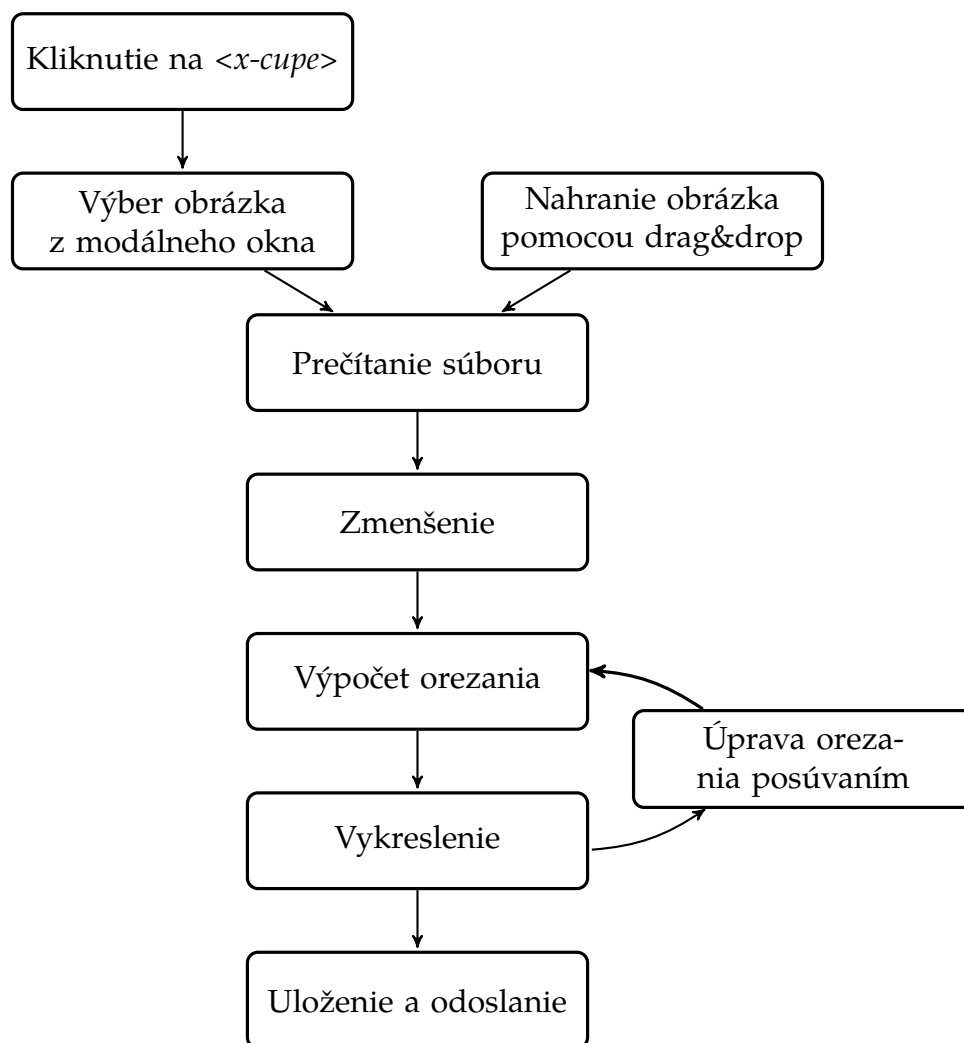 Kliknutie na <x-cupe>
Výber obrázka
z modálneho okna
Nahranie obrázka
pomocou drag&drop
Prečítanie súboru
Zmenšenie
Výpočet orezania
Úprava oreza-
nia posúvaním
Vykreslenie
Uloženie a odoslanie